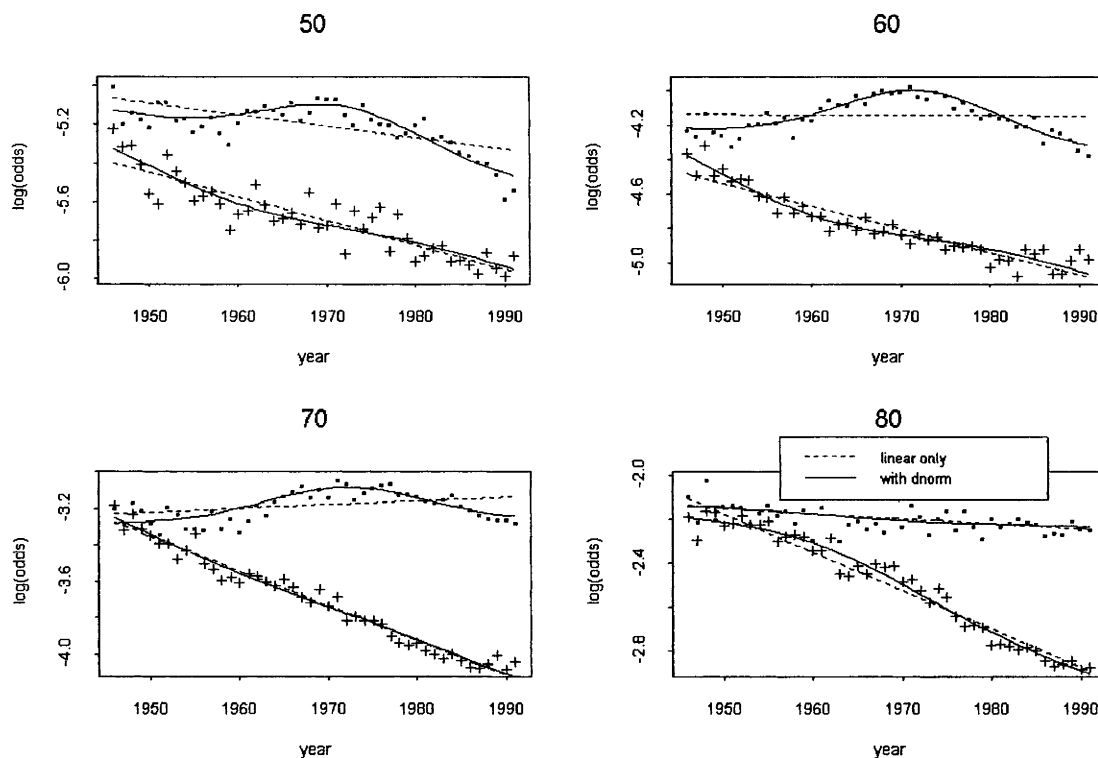 50
60
log(odds)
-6.0 -5.6 -5.2
1950 1960 1970 1980 1990
year
log(odds)
-5.0 -4.6 -4.2
1950 1960 1970 1980 1990
year
70
80
log(odds)
-4.0 -3.6 -3.2
1950 1960 1970 1980 1990
year
linear only
with dnorm
log(odds)
-2.8 -2.4 -2.0
1950 1960 1970 1980 1990
year